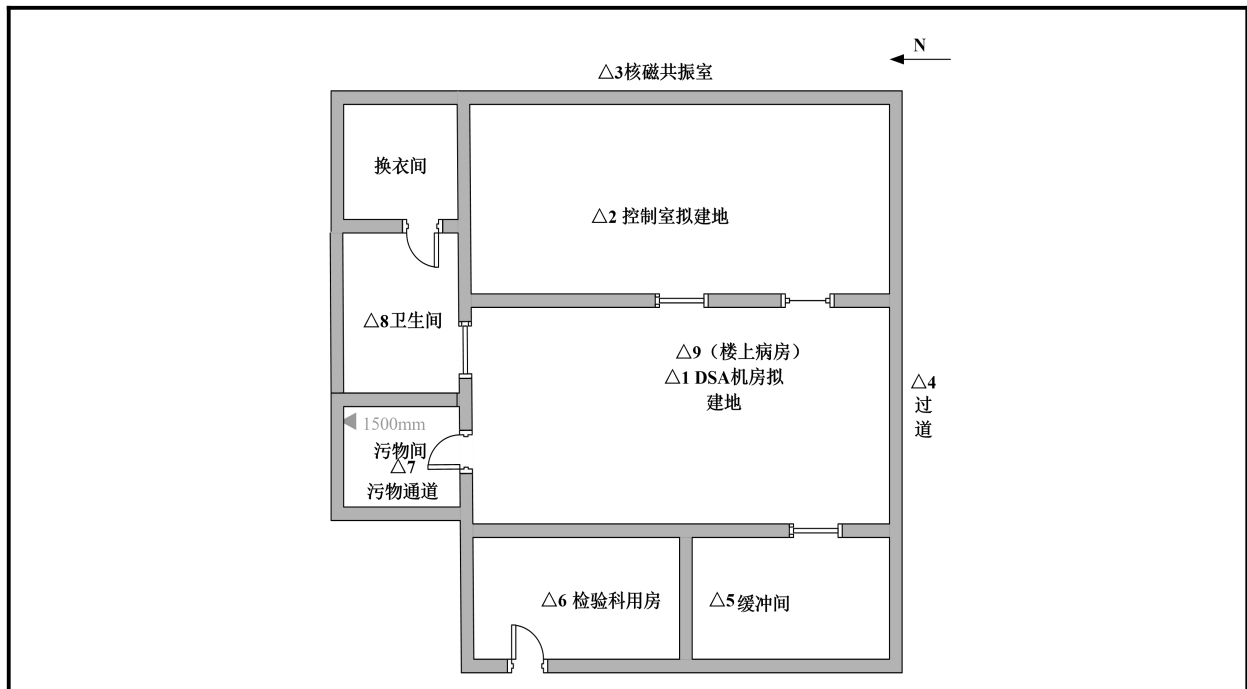 N
△3核磁共振室
换衣间
△2 控制室拟建地
△8卫生间
△9（楼上病房）
△1 DSA机房拟
建地
△4
过
道
1500mm
污物间
△7
污物通道
△6 检验科用房
△5 缓冲间